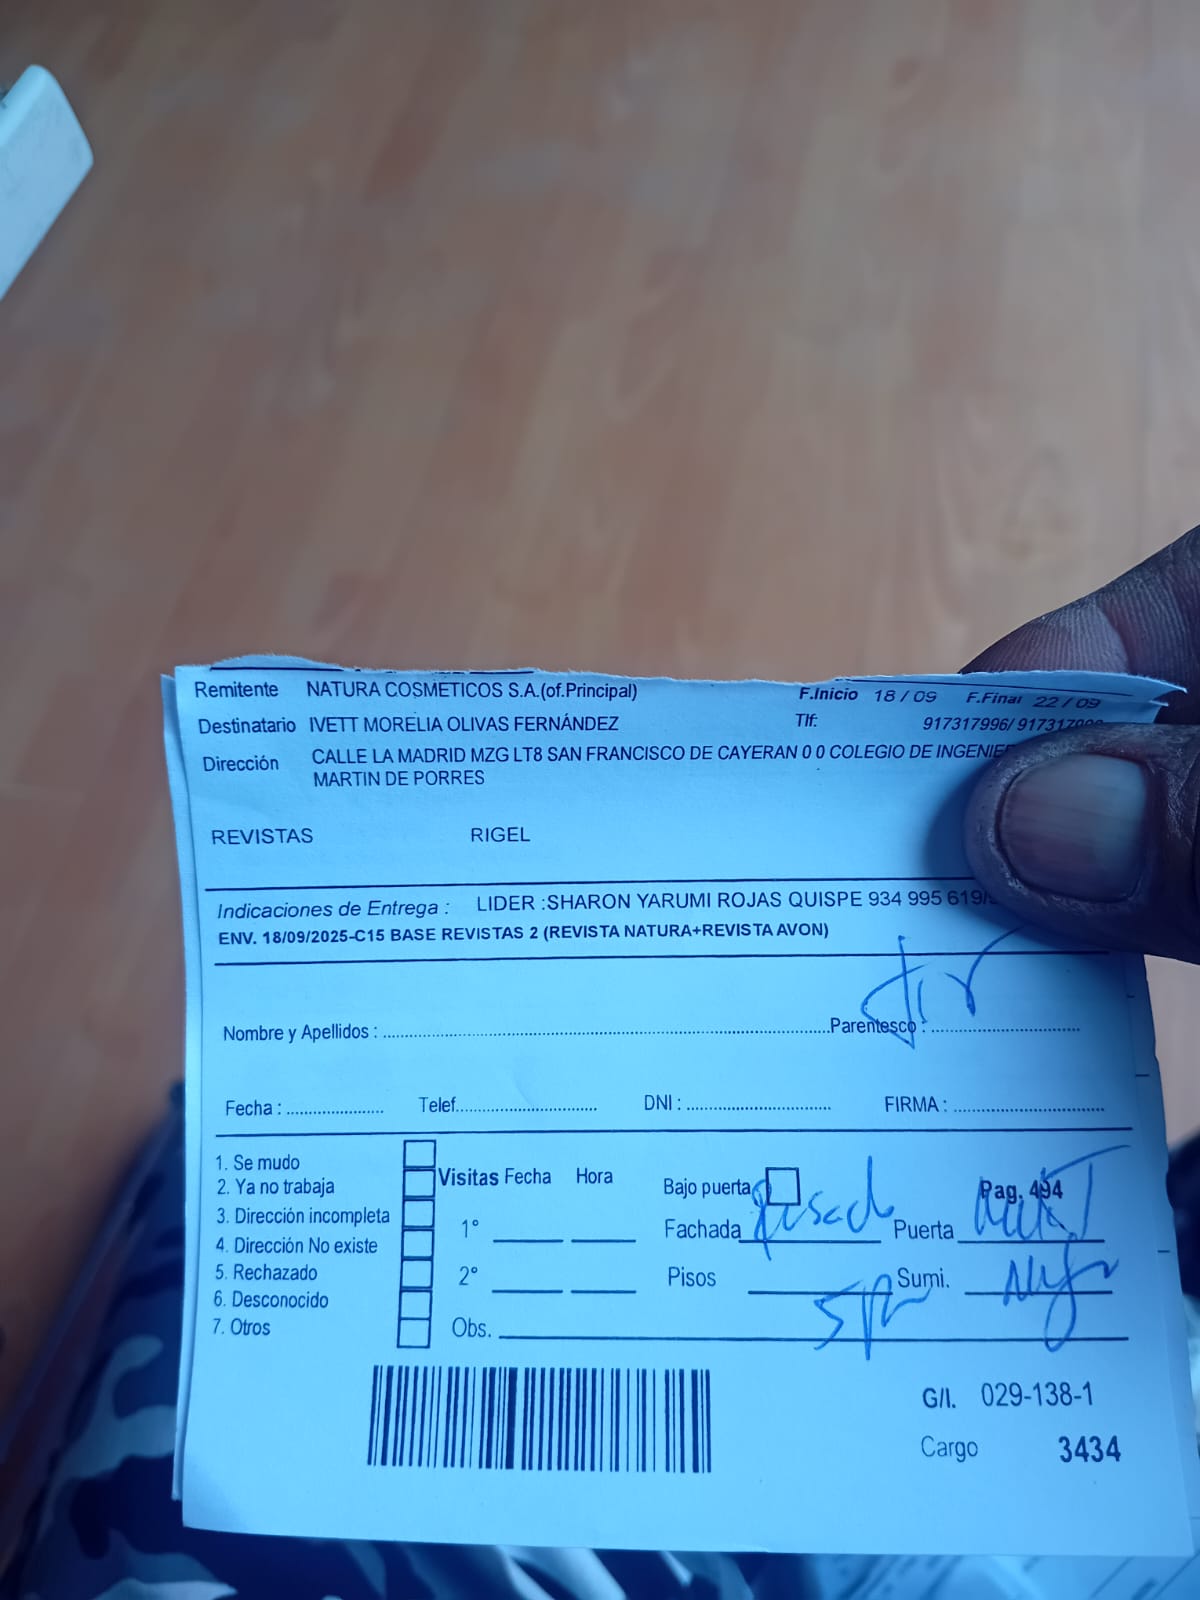 Remitente NATURA COSMETICOS S.A.(of.Principal) F.Inicio 18 / 09 F.Final 22 / 09
Destinatario IVETT MORELIA OLIVAS FERNÁNDEZ Tlf: 917317996/
Dirección CALLE LA MADRID MZG LT8 SAN FRANCISCO DE CAYERAN 0 0 COLEGIO DE
MARTIN DE PORRES
REVISTAS RIGEL
Indicaciones de Entrega : LIDER :SHARON YARUMI ROJAS QUISPE 934 995 619/
ENV. 18/09/2025-C15 BASE REVISTAS 2 (REVISTA NATURA+REVISTA AVON)
Nombre y Apellidos : Parentesco :
Fecha : Telef. DNI : FIRMA :
1. Se mudo
2. Ya no trabaja
3. Dirección incompleta
4. Dirección No existe
5. Rechazado
6. Desconocido
7. Otros
Visitas Fecha Hora
1°
2°
Obs.
Bajo puerta Pag. 494
Fachada Puerta
Pisos Sumi.
G/I. 029-138-1
Cargo 3434